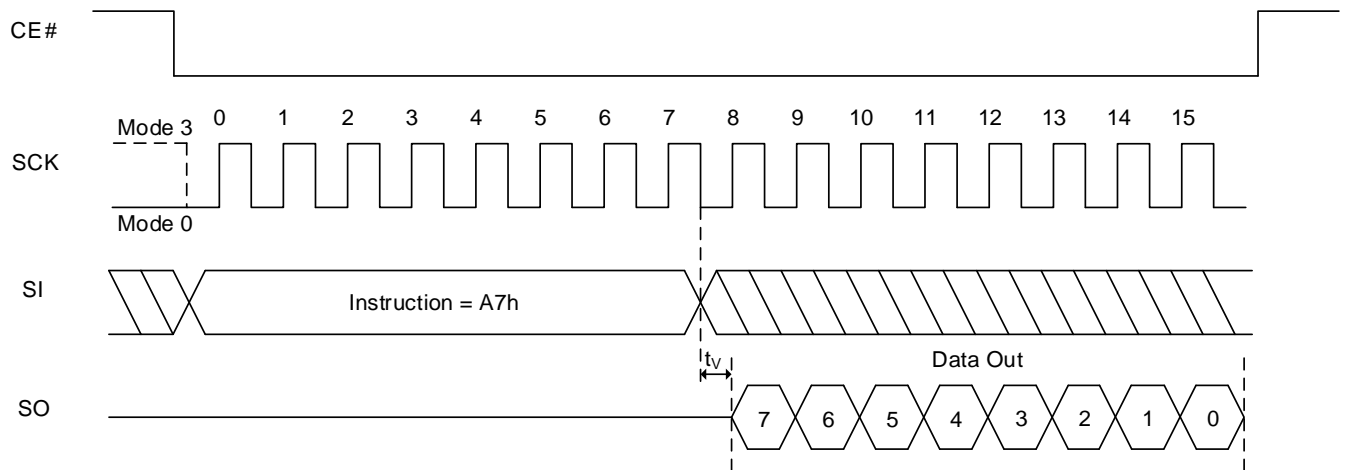 CE#
0 1 2 3 4 5 6 7 8 9 10 11 12 13 14 15
Mode 3
SCK
Mode 0
SI
Instruction = A7h
tV
Data Out
SO
7 6 5 4 3 2 1 0